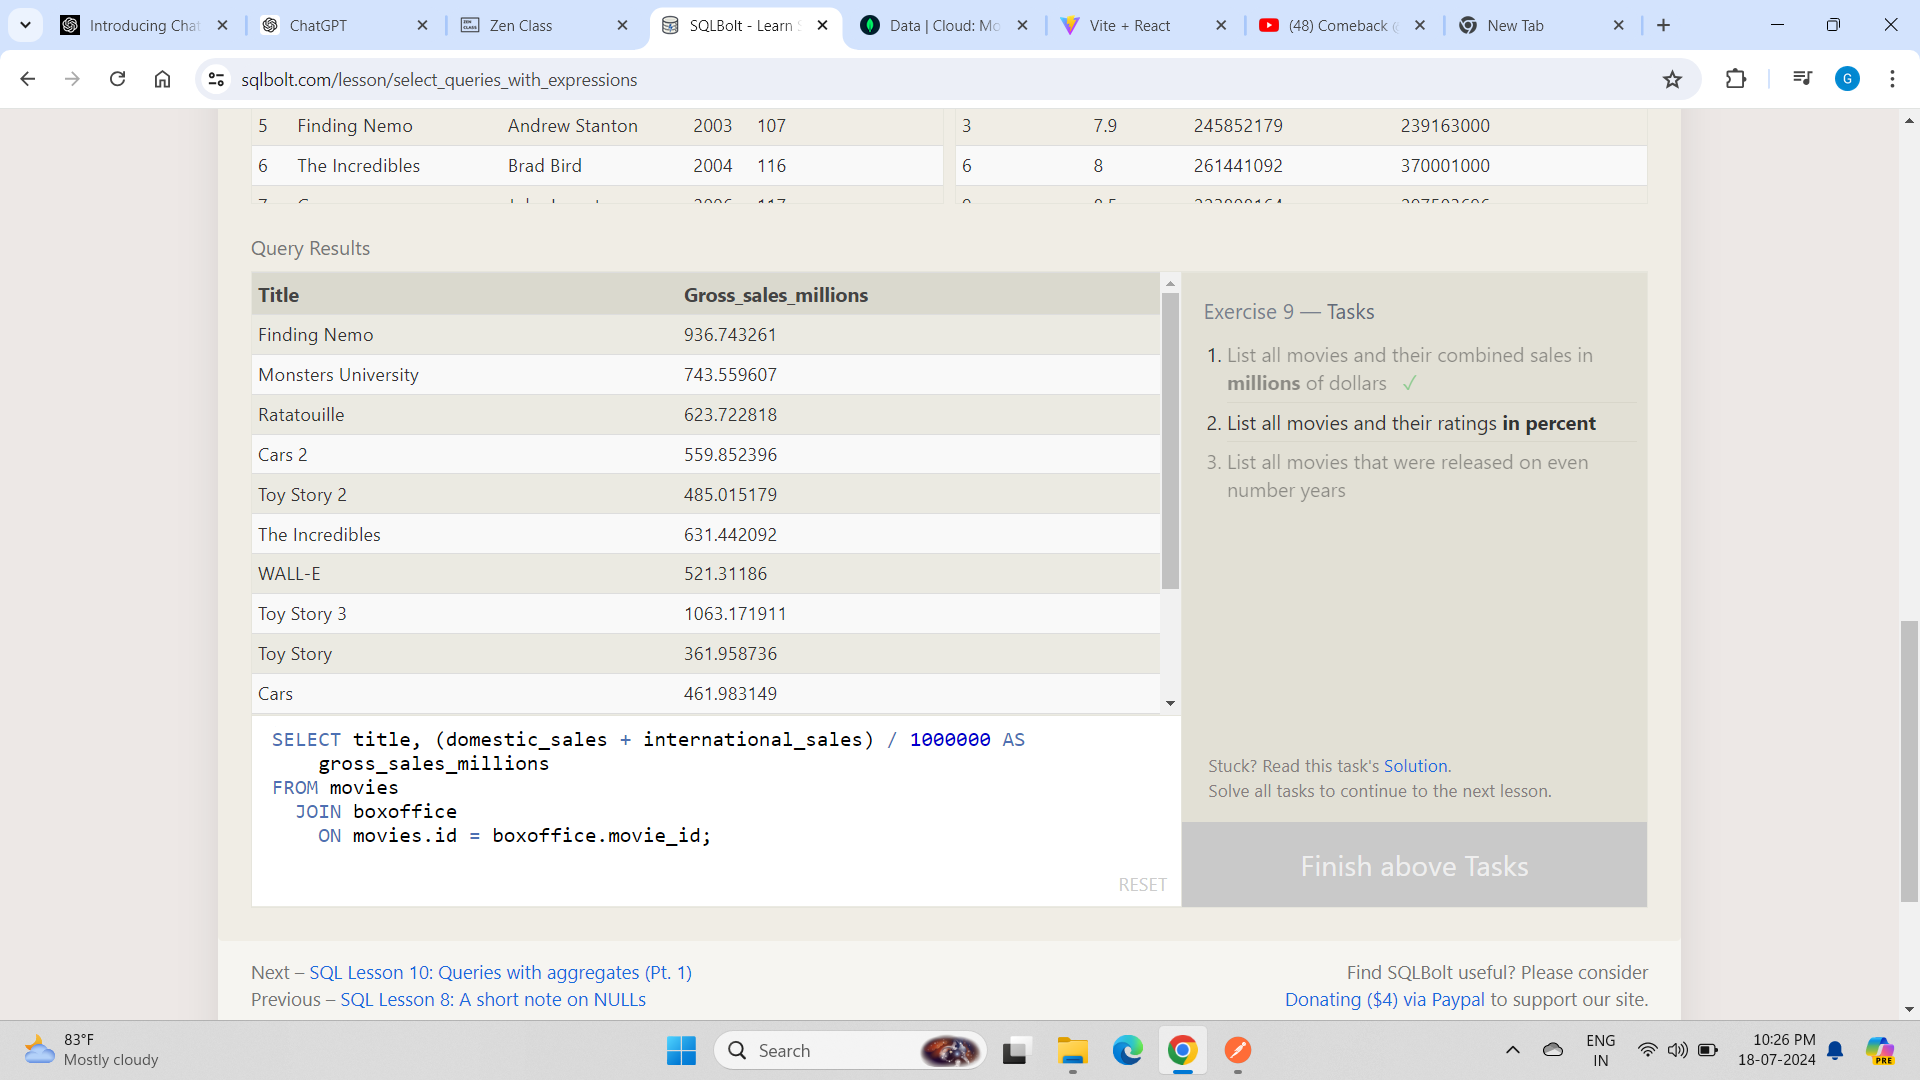 Introducing Chat
ChatGPT
Zen Class
SQLBolt - Learn S
Data | Cloud: Mo
Vite + React
(48) Comeback
New Tab
sqlbolt.com/lesson/select_queries_with_expressions
G
5 Finding Nemo Andrew Stanton 2003 107
3 7.9 245852179 239163000
6 The Incredibles Brad Bird 2004 116
6 8 261441092 370001000
Query Results
Title Gross_sales_millions
Finding Nemo 936.743261
Monsters University 743.559607
Ratatouille 623.722818
Cars 2 559.852396
Toy Story 2 485.015179
The Incredibles 631.442092
WALL-E 521.31186
Toy Story 3 1063.171911
Toy Story 361.958736
Cars 461.983149
Exercise 9 — Tasks
1. List all movies and their combined sales in
millions of dollars ✓
2. List all movies and their ratings in percent
3. List all movies that were released on even
number years
Stuck? Read this task's Solution.
Solve all tasks to continue to the next lesson.
Finish above Tasks
SELECT title, (domestic_sales + international_sales) / 1000000 AS
gross_sales_millions
FROM movies
JOIN boxoffice
ON movies.id = boxoffice.movie_id;
RESET
Next – SQL Lesson 10: Queries with aggregates (Pt. 1)
Previous – SQL Lesson 8: A short note on NULLs
Find SQLBolt useful? Please consider
Donating ($4) via Paypal to support our site.
83°F
Mostly cloudy
Search
ENG
IN
10:26 PM
18-07-2024
PRE